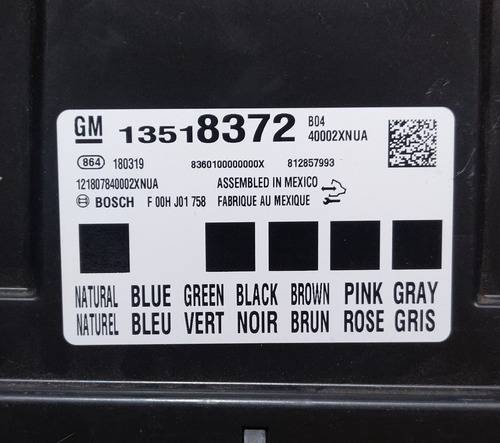 GM 13518372 B04
40002XNUA
864 180319 8360100000000X 812857993
121807840002XNUA ASSEMBLED IN MEXICO
BOSCH F 00H J01 758 FABRIQUE AU MEXIQUE
NATURAL BLUE GREEN BLACK BROWN PINK GRAY
NATUREL BLEU VERT NOIR BRUN ROSE GRIS